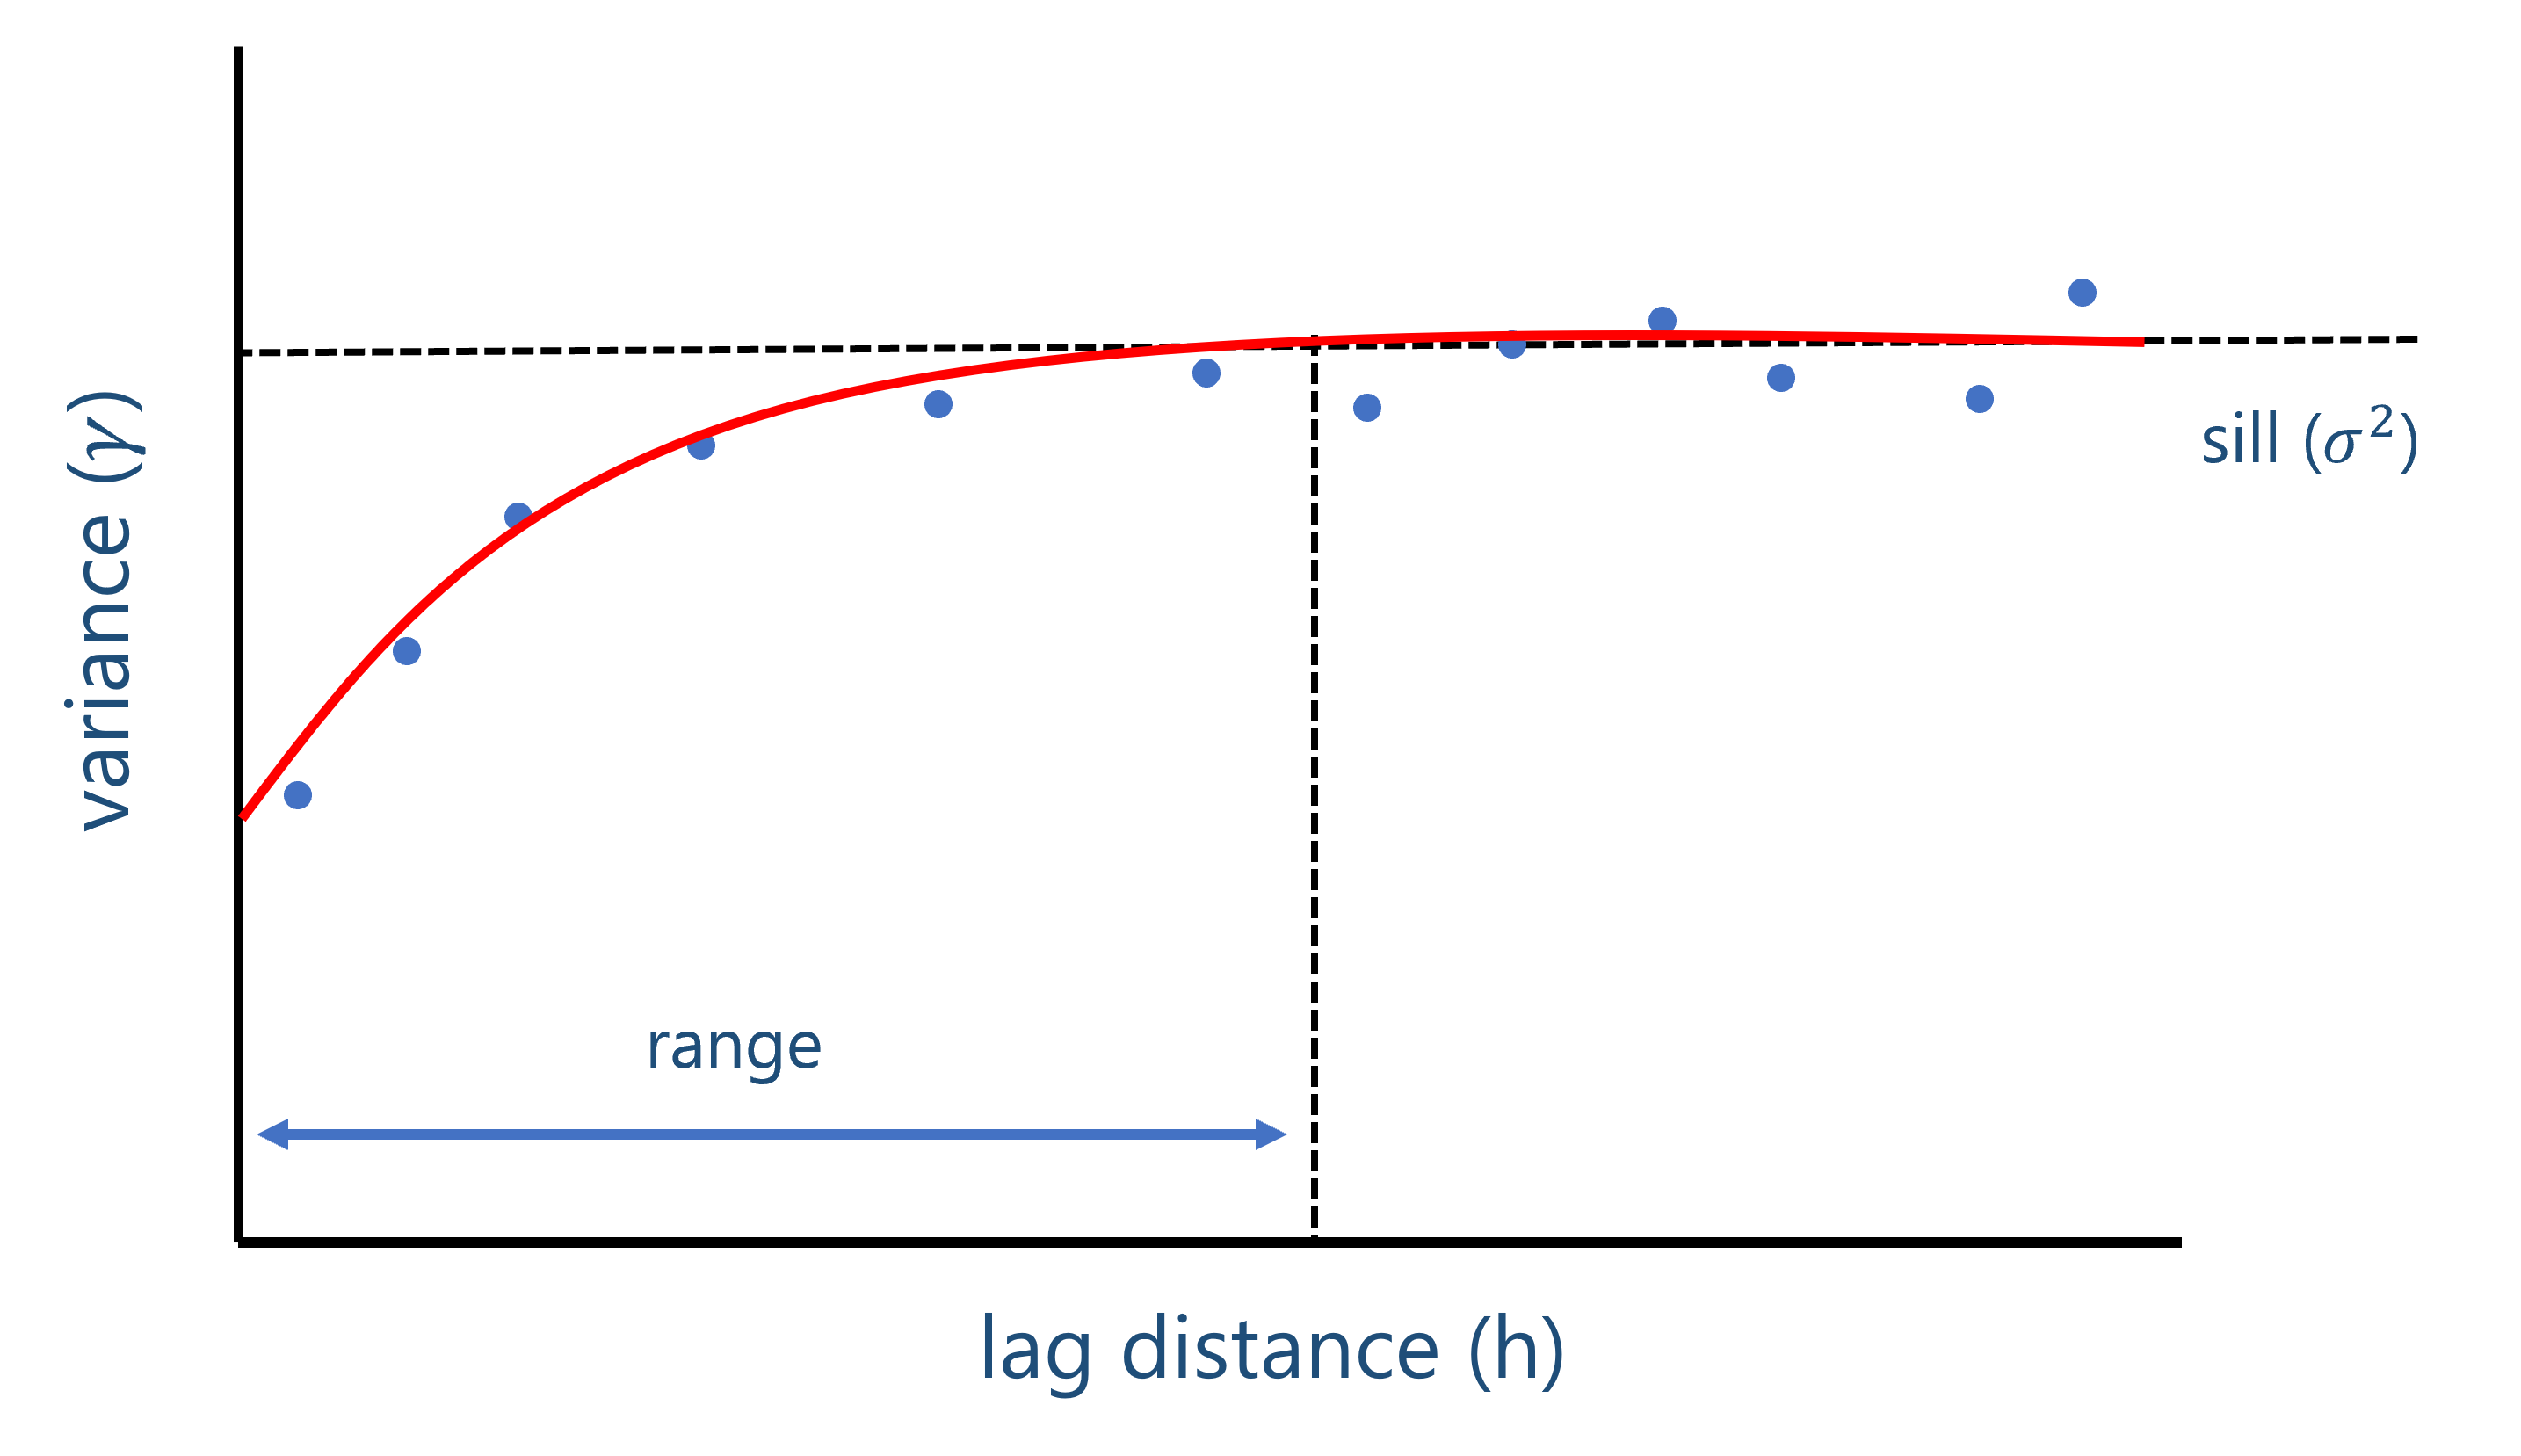 variance (γ)
sill (σ²)
range
lag distance (h)